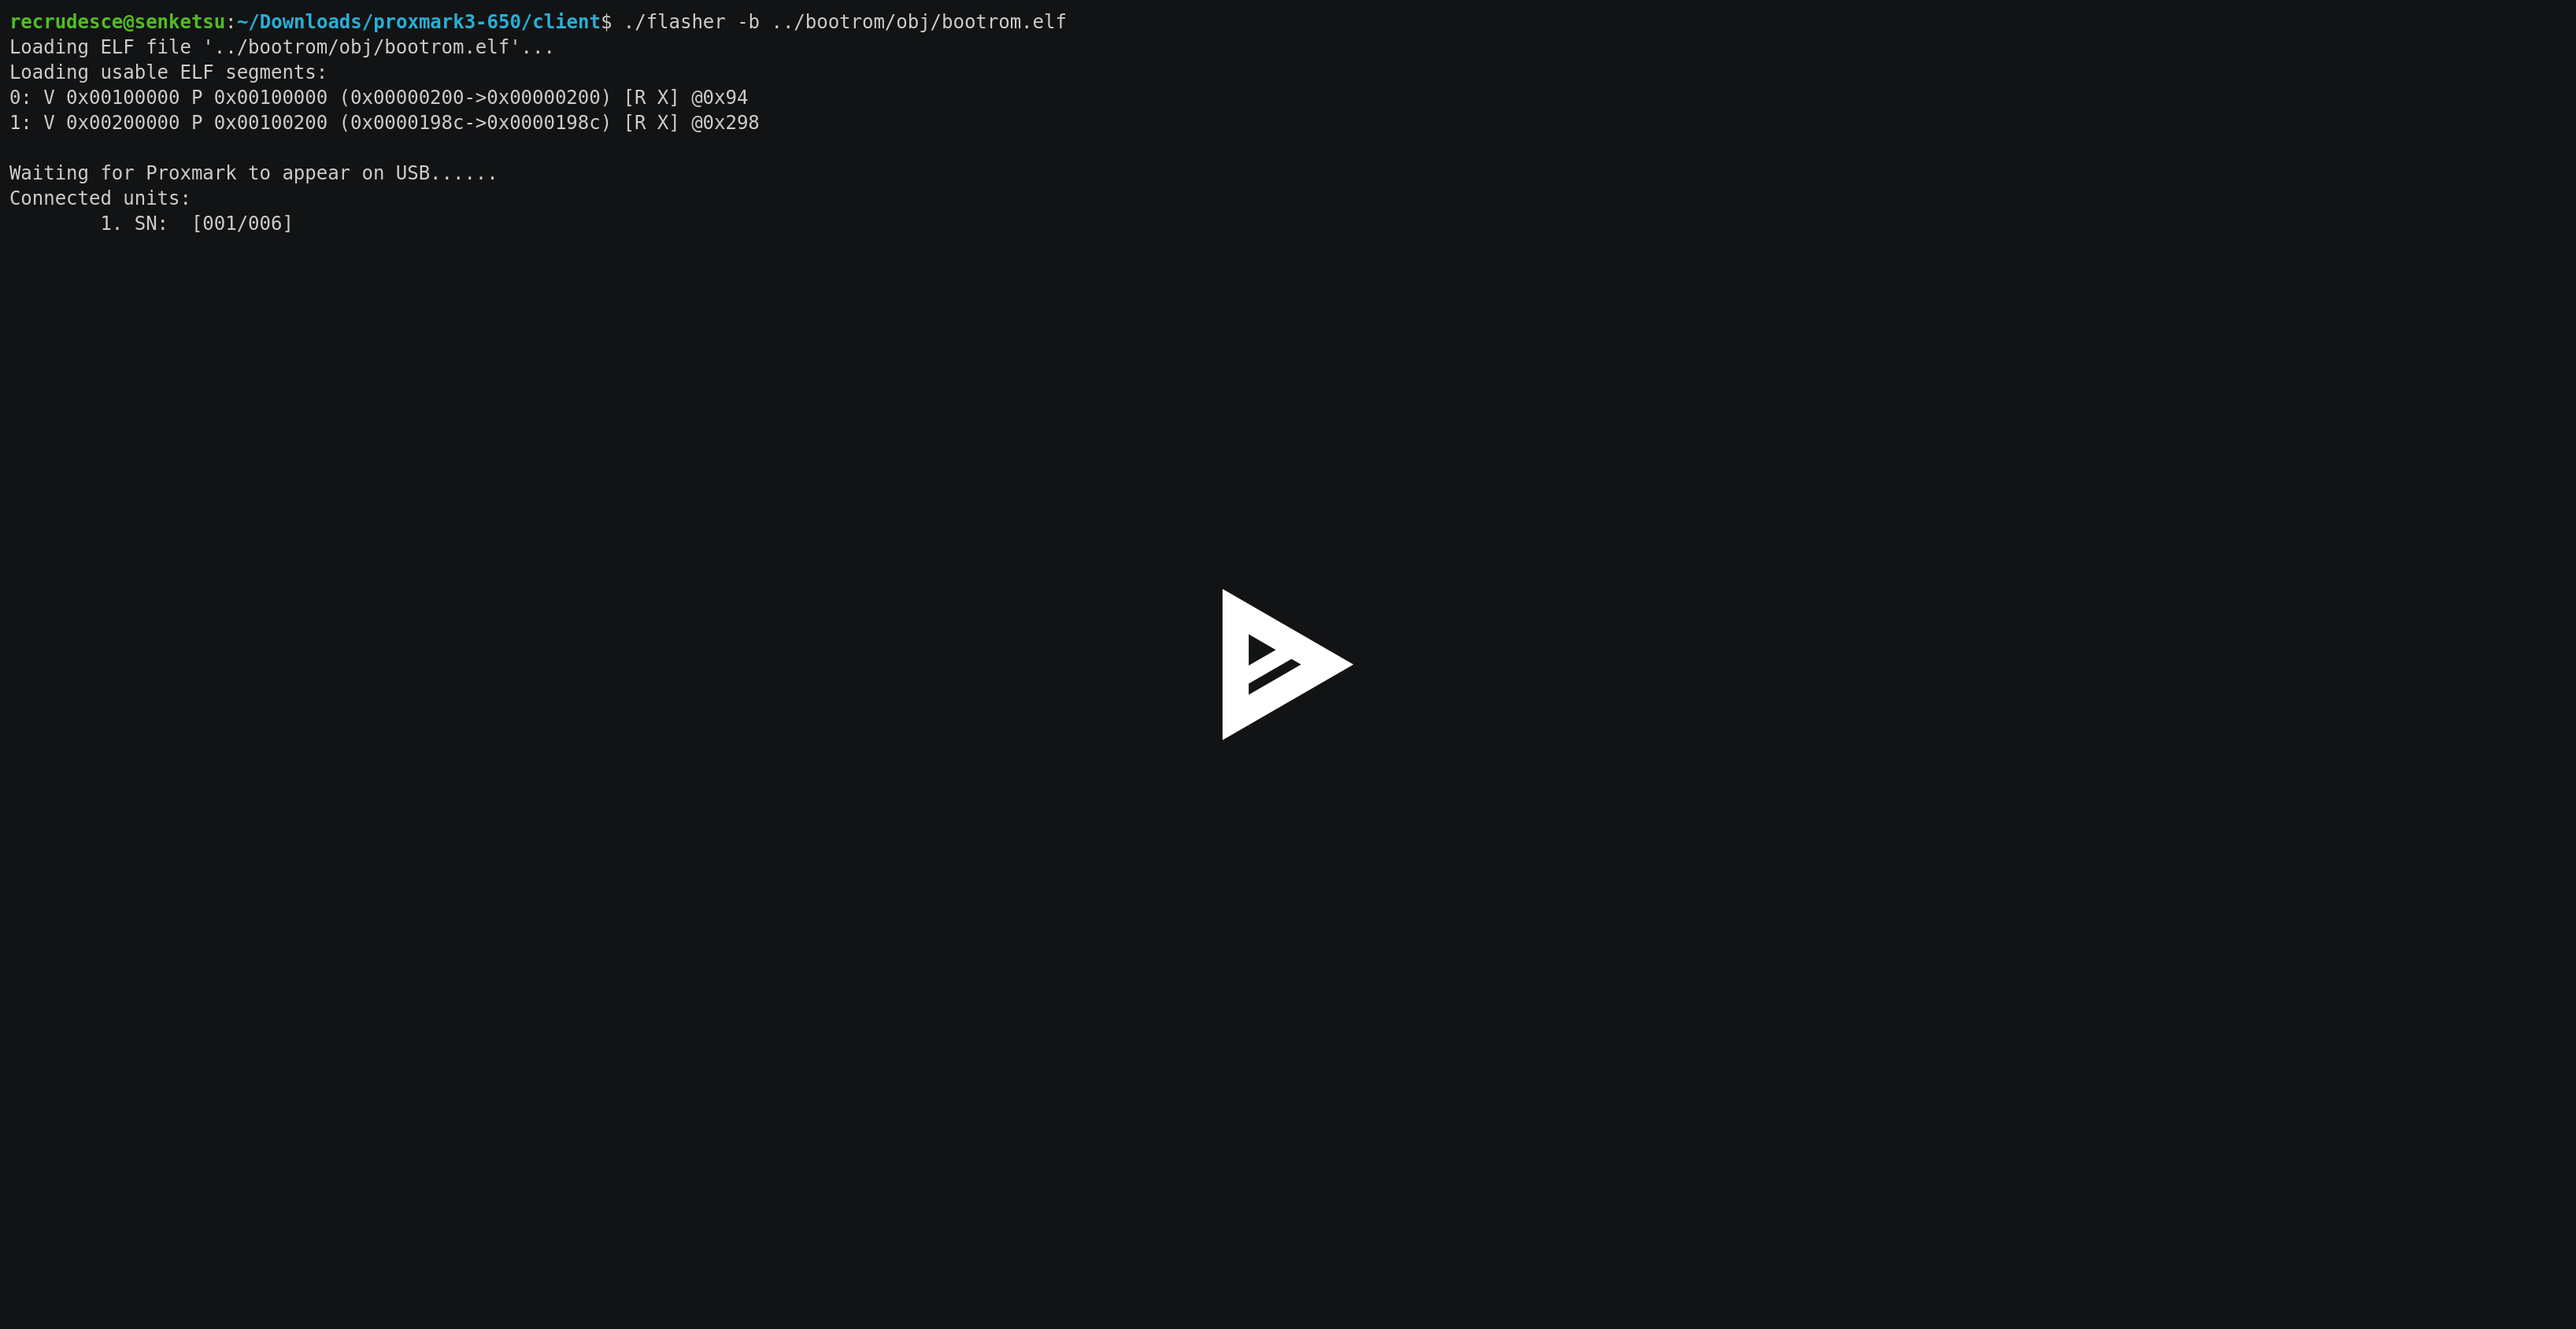 recrudesce@senketsu:~/Downloads/proxmark3-650/client$ ./flasher -b ../bootrom/obj/bootrom.elf
Loading ELF file '../bootrom/obj/bootrom.elf'...
Loading usable ELF segments:
0: V 0x00100000 P 0x00100000 (0x00000200->0x00000200) [R X] @0x94
1: V 0x00200000 P 0x00100200 (0x0000198c->0x0000198c) [R X] @0x298
Waiting for Proxmark to appear on USB......
Connected units:
        1. SN:  [001/006]